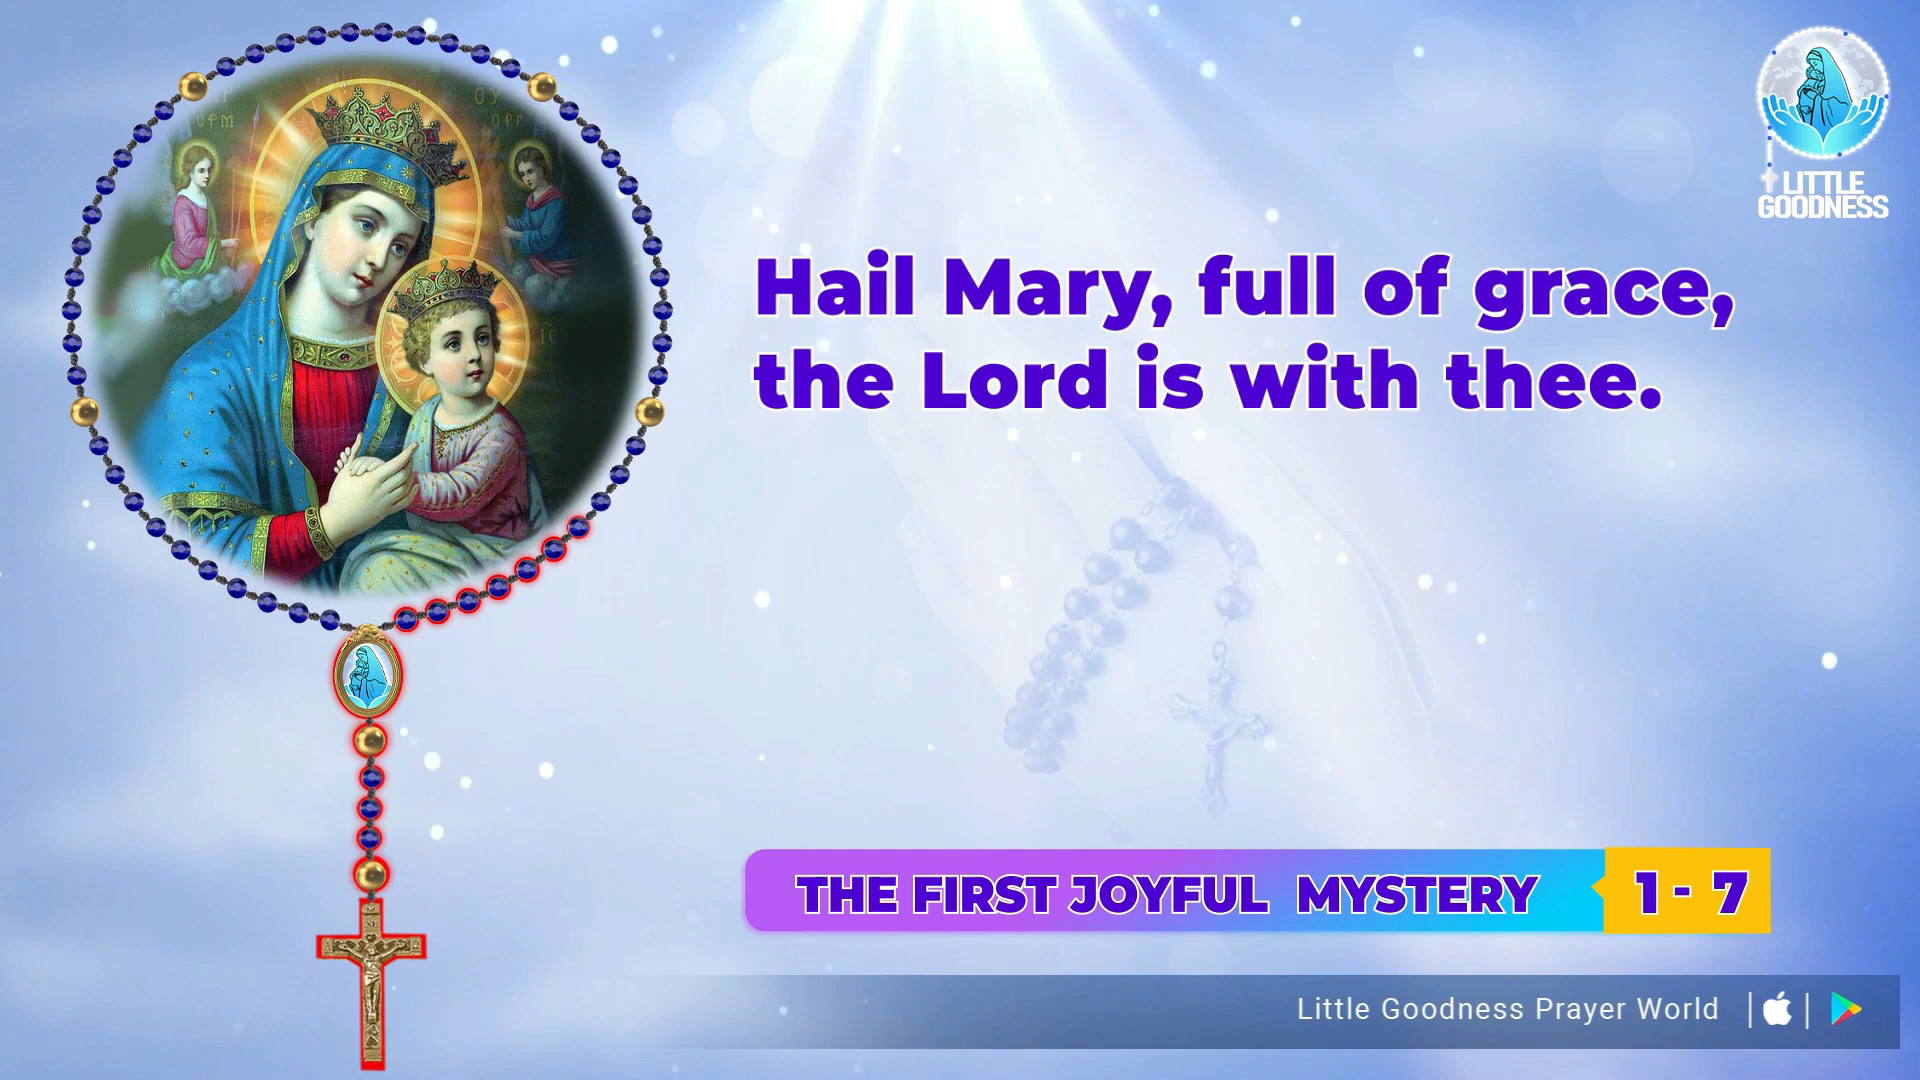 LITTLE
GOODNESS
Hail Mary, full of grace,
the Lord is with thee.
THE FIRST JOYFUL MYSTERY 1 - 7
Little Goodness Prayer World